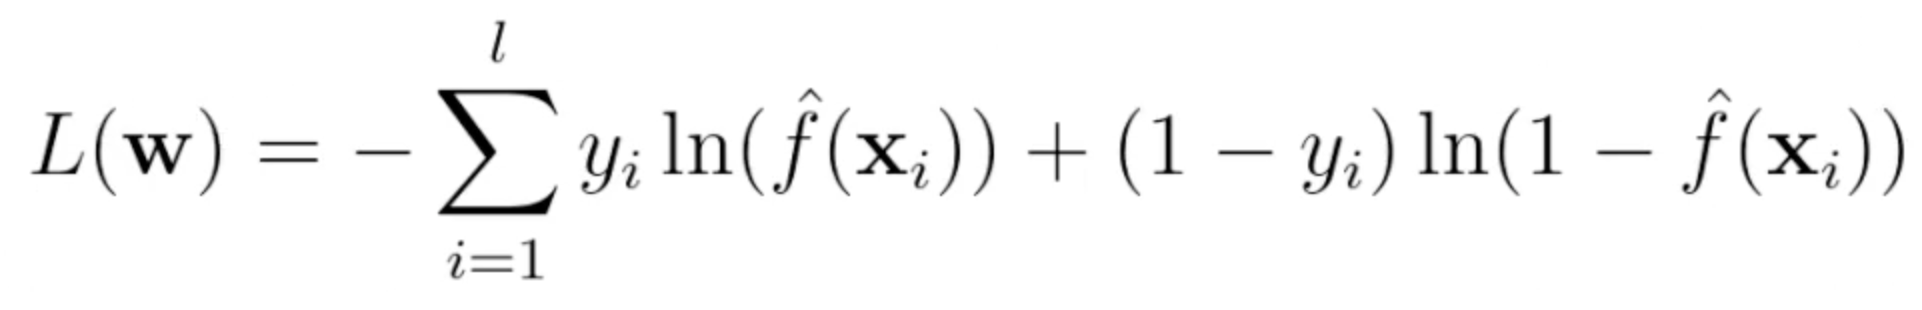 L(𝐰) = − ∑_{i=1}^{l} y_i ln(f̂(𝐱_i)) + (1 − y_i) ln(1 − f̂(𝐱_i))